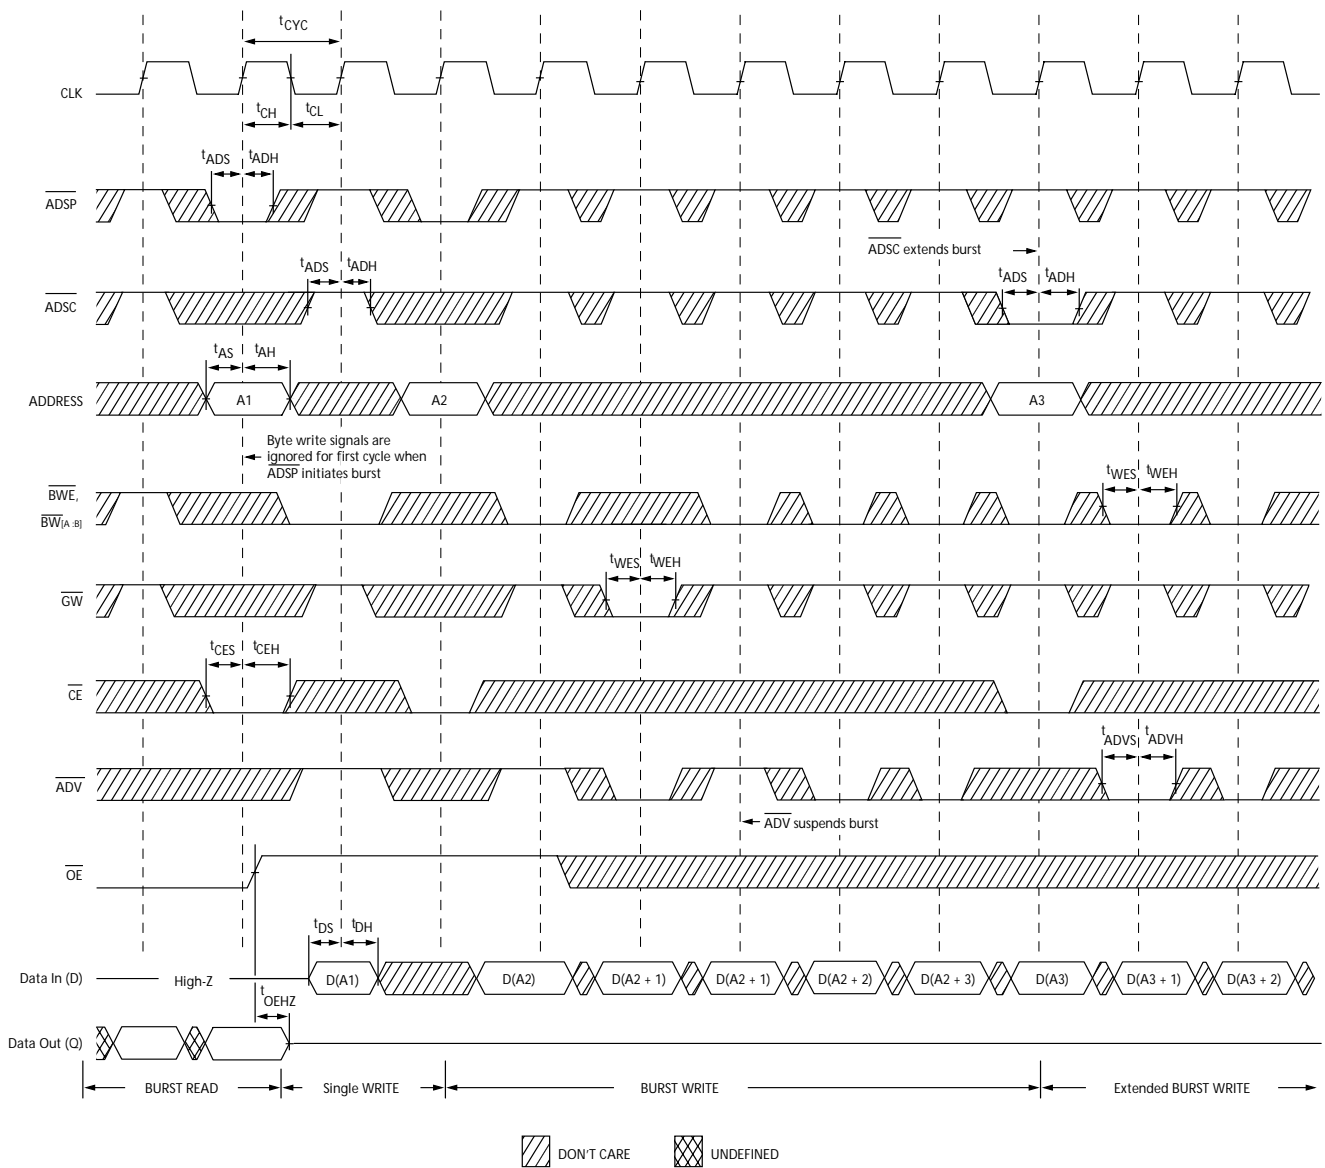 tCYC
CLK
tCH tCL
tADS tADH
ADSP
ADSC extends burst
tADS tADH
tADS tADH
ADSC
tAS tAH
ADDRESS A1 A2 A3
Byte write signals are
ignored for first cycle when
ADSP initiates burst
tWES tWEH
BWE,
BW[A :B]
tWES tWEH
GW
tCES tCEH
CE
tADVS tADVH
ADV
ADV suspends burst
OE
tDS tDH
Data In (D) High-Z D(A1) D(A2) D(A2 + 1) D(A2 + 1) D(A2 + 2) D(A2 + 3) D(A3) D(A3 + 1) D(A3 + 2)
tOEHZ
Data Out (Q)
BURST READ Single WRITE BURST WRITE Extended BURST WRITE
DON'T CARE UNDEFINED